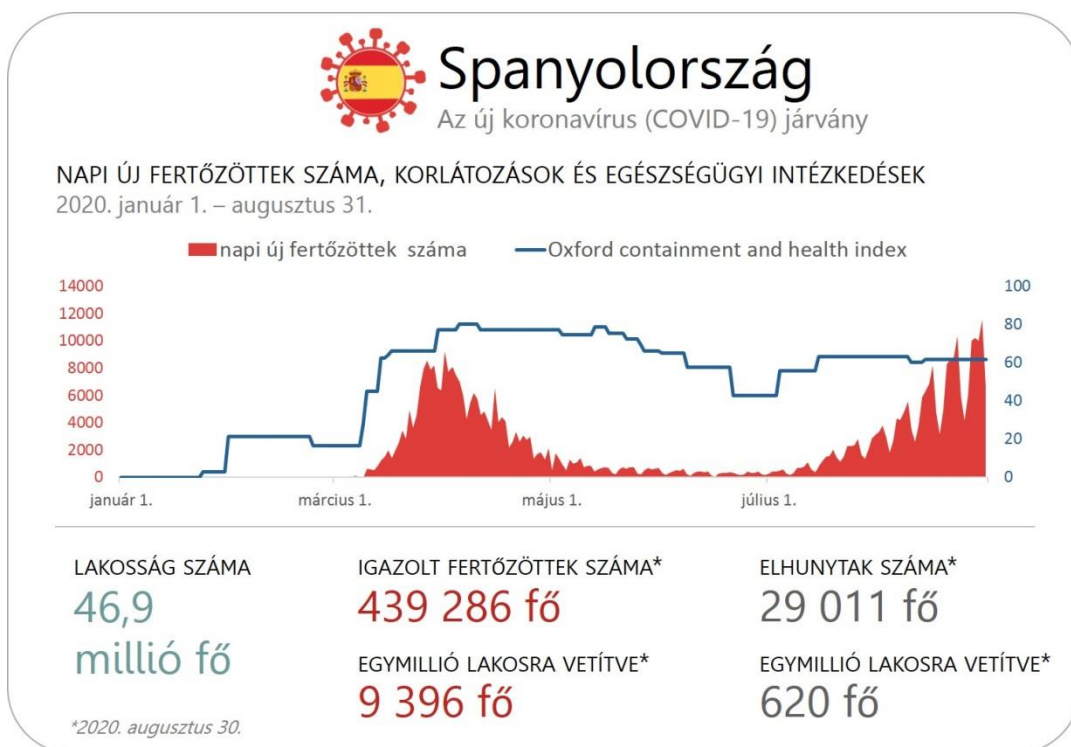 Spanyolország
Az új koronavírus (COVID-19) járvány
NAPI ÚJ FERTŐZÖTTEK SZÁMA, KORLÁTOZÁSOK ÉS EGÉSZSÉGÜGYI INTÉZKEDÉSEK
2020. január 1. – augusztus 31.
napi új fertőzöttek száma
Oxford containment and health index
14000
12000
10000
8000
6000
4000
2000
0
100
80
60
40
20
0
január 1.
március 1.
május 1.
július 1.
LAKOSSÁG SZÁMA
46,9
millió fő
*2020. augusztus 30.
IGAZOLT FERTŐZÖTTEK SZÁMA*
439 286 fő
EGYMILLIÓ LAKOSRA VETÍTVE*
9 396 fő
ELHUNYTAK SZÁMA*
29 011 fő
EGYMILLIÓ LAKOSRA VETÍTVE*
620 fő